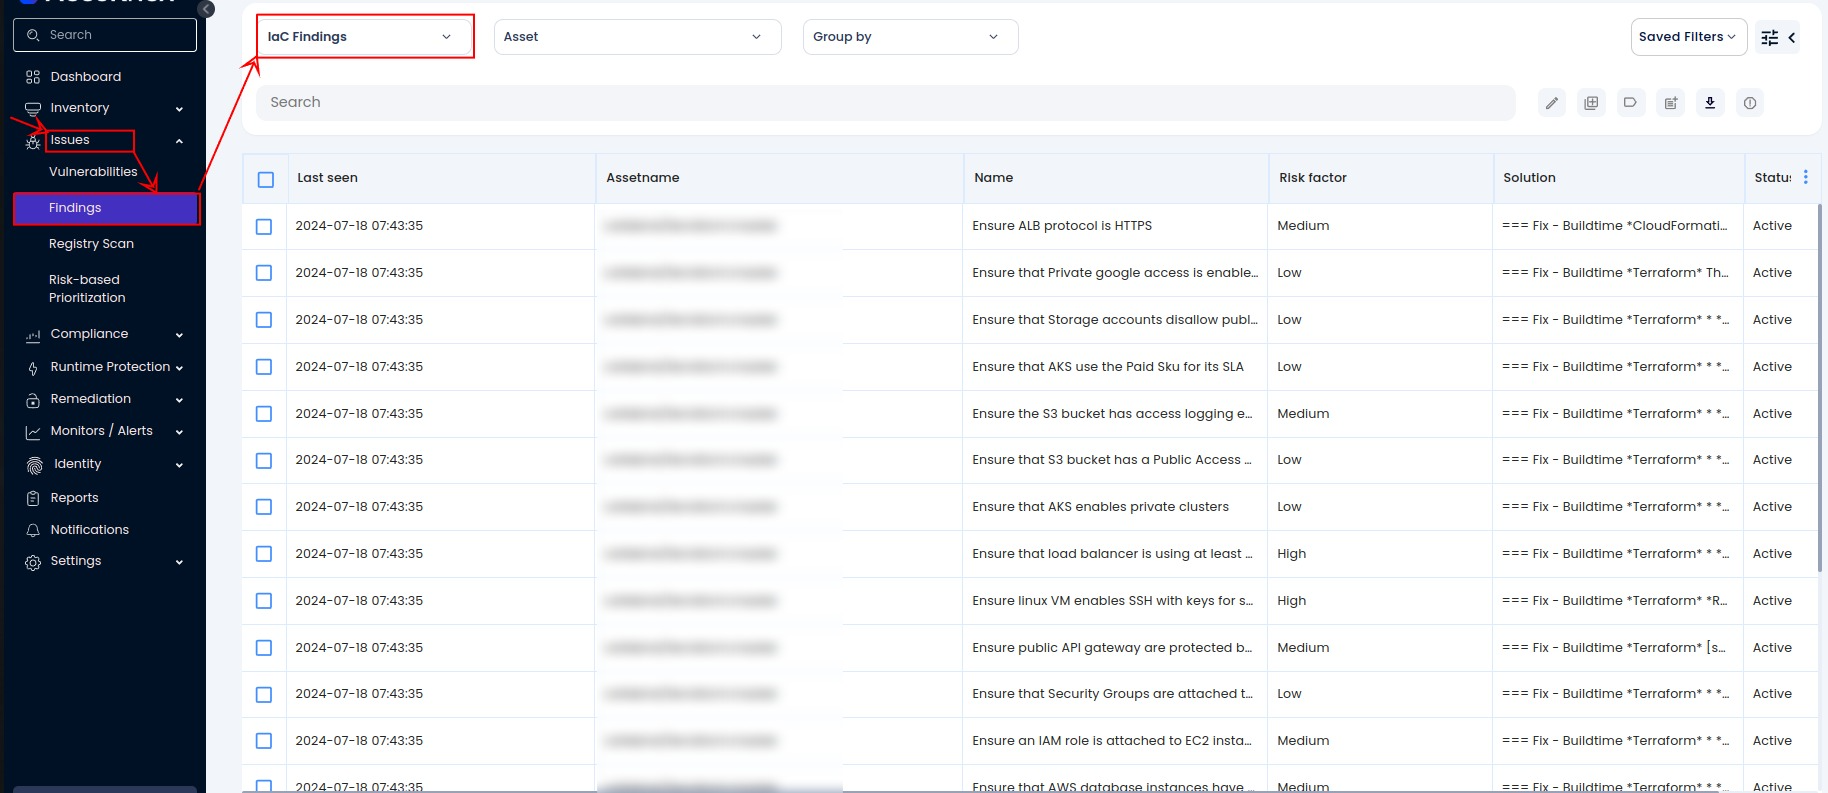 Search
Dashboard
Inventory
Issues
Vulnerabilities
Findings
Registry Scan
Risk-based
Prioritization
Compliance
Runtime Protection
Remediation
Monitors / Alerts
Identity
Reports
Notifications
Settings
IaC Findings Asset Group by Saved Filters
Search
Last seen Assetname Name Risk factor Solution Status
2024-07-18 07:43:35 Ensure ALB protocol is HTTPS Medium === Fix - Buildtime *CloudFormati... Active
2024-07-18 07:43:35 Ensure that Private google access is enable... Low === Fix - Buildtime *Terraform* Th... Active
2024-07-18 07:43:35 Ensure that Storage accounts disallow publ... Low === Fix - Buildtime *Terraform* * *... Active
2024-07-18 07:43:35 Ensure that AKS use the Paid Sku for its SLA Low === Fix - Buildtime *Terraform* * *... Active
2024-07-18 07:43:35 Ensure the S3 bucket has access logging e... Medium === Fix - Buildtime *Terraform* * *... Active
2024-07-18 07:43:35 Ensure that S3 bucket has a Public Access ... Low === Fix - Buildtime *Terraform* * *... Active
2024-07-18 07:43:35 Ensure that AKS enables private clusters Low === Fix - Buildtime *Terraform* * *... Active
2024-07-18 07:43:35 Ensure that load balancer is using at least ... High === Fix - Buildtime *Terraform* * *... Active
2024-07-18 07:43:35 Ensure linux VM enables SSH with keys for s... High === Fix - Buildtime *Terraform* *R... Active
2024-07-18 07:43:35 Ensure public API gateway are protected b... Medium === Fix - Buildtime *Terraform* [s... Active
2024-07-18 07:43:35 Ensure that Security Groups are attached t... Low === Fix - Buildtime *Terraform* * *... Active
2024-07-18 07:43:35 Ensure an IAM role is attached to EC2 insta... Medium === Fix - Buildtime *Terraform* * *... Active
2024-07-18 07:43:35 Ensure that AWS database instances have ... Medium === Fix - Buildtime *Terraform* * *... Active